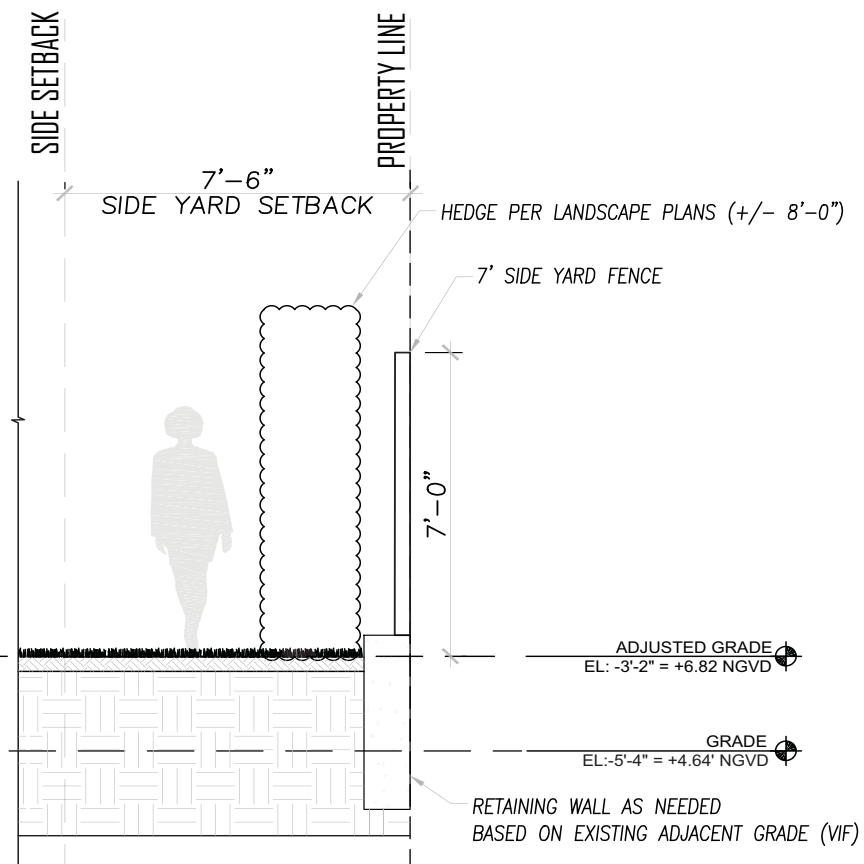 SIDE SETBACK
PROPERTY LINE
7'-6"
SIDE YARD SETBACK
HEDGE PER LANDSCAPE PLANS (+/- 8'-0")
7' SIDE YARD FENCE
7'-0"
ADJUSTED GRADE
EL: -3'-2" = +6.82 NGVD
GRADE
EL:-5'-4" = +4.64' NGVD
RETAINING WALL AS NEEDED
BASED ON EXISTING ADJACENT GRADE (VIF)